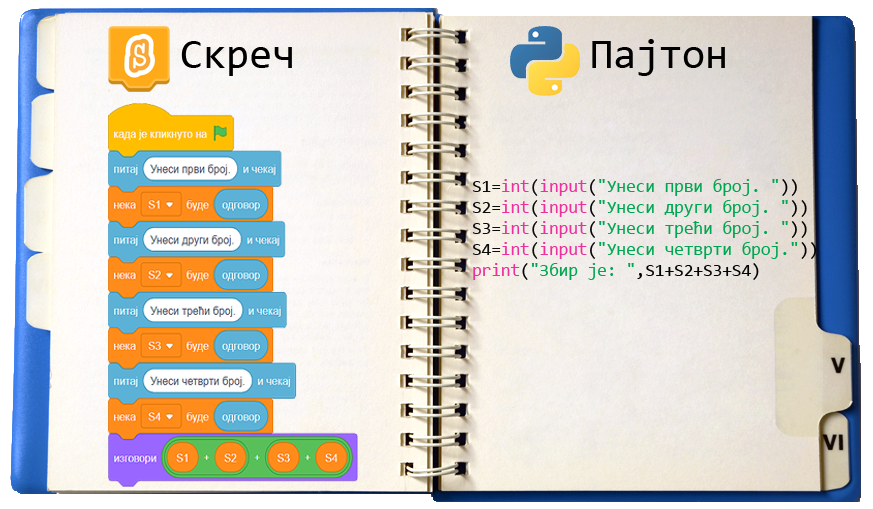 Скреч
када је кликнуто на
питај Унеси први број. и чекај
нека S1 буде одговор
питај Унеси други број. и чекај
нека S2 буде одговор
питај Унеси трећи број. и чекај
нека S3 буде одговор
питај Унеси четврти број. и чекај
нека S4 буде одговор
изговори S1 + S2 + S3 + S4
Пајтон
S1=int(input("Унеси први број. "))
S2=int(input("Унеси други број. "))
S3=int(input("Унеси трећи број. "))
S4=int(input("Унеси четврти број."))
print("Збир је: ",S1+S2+S3+S4)
V
VI